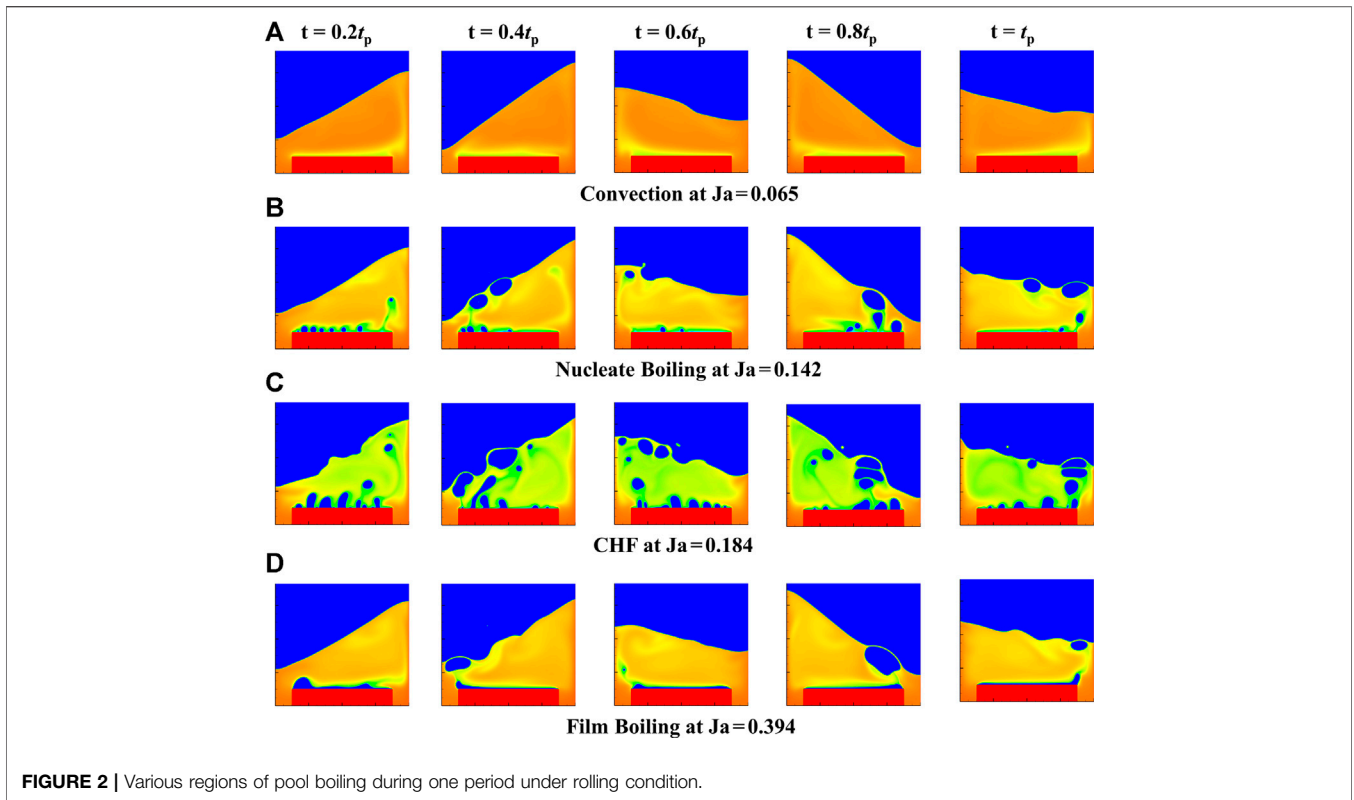 A t = 0.2tp t = 0.4tp t = 0.6tp t = 0.8tp t = tp
Convection at Ja=0.065
B
Nucleate Boiling at Ja=0.142
C
CHF at Ja=0.184
D
Film Boiling at Ja=0.394
FIGURE 2 | Various regions of pool boiling during one period under rolling condition.